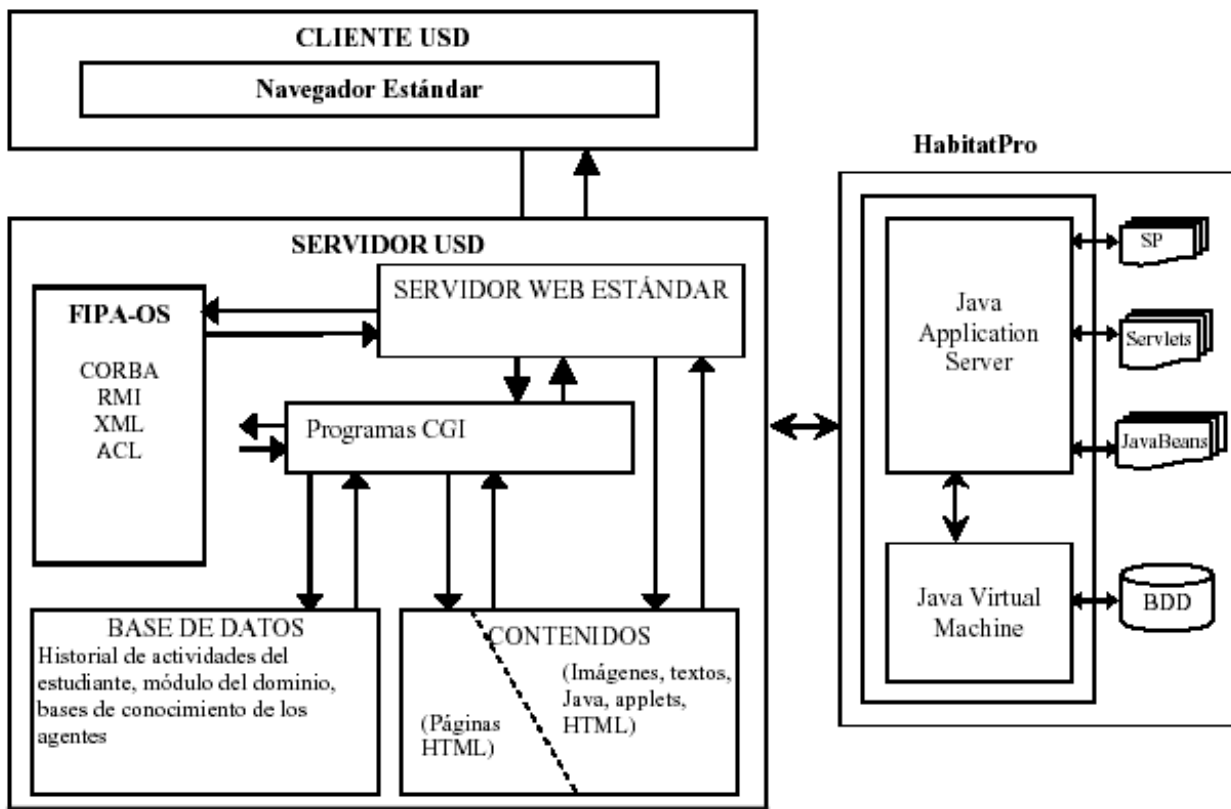 CLIENTE USD
Navegador Estándar
HabitatPro
SERVIDOR USD
SERVIDOR WEB ESTÁNDAR
FIPA-OS
CORBA
RMI
XML
ACL
Programas CGI
BASE DE DATOS
Historial de actividades del
estudiante, módulo del dominio,
bases de conocimiento de los
agentes
CONTENIDOS
(Imágenes, textos,
Java, applets,
HTML)
(Páginas
HTML)
Java
Application
Server
Java Virtual
Machine
SP
Servlets
JavaBeans
BDD